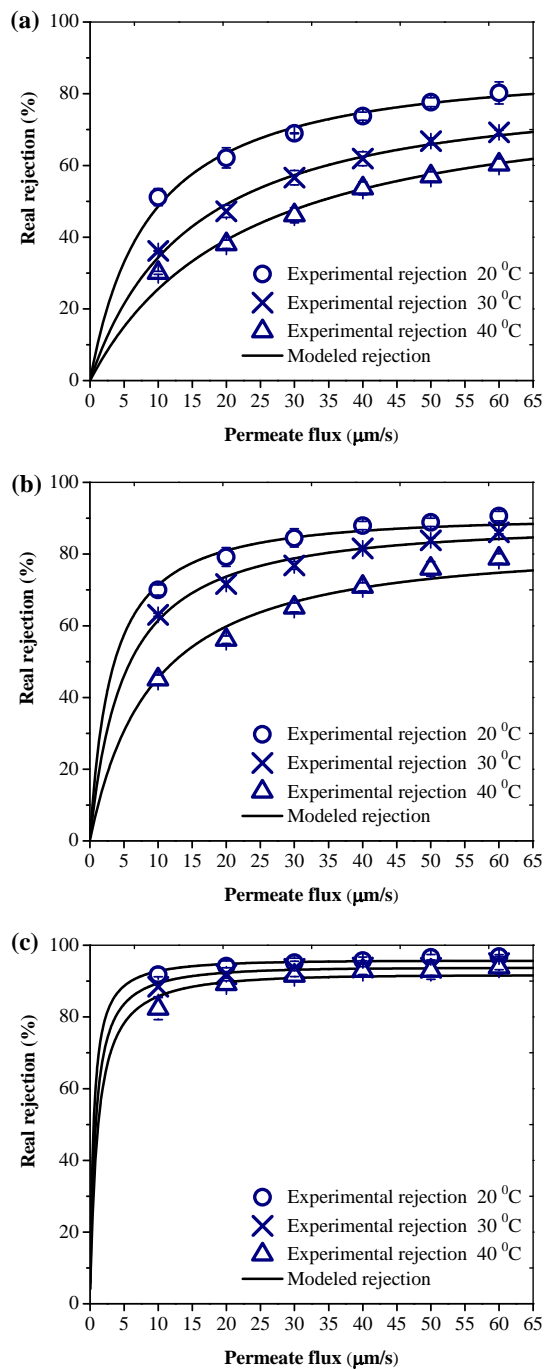 (a)
100
80
60
40
20
0
Real rejection (%)
Experimental rejection 20 ⁰C
Experimental rejection 30 ⁰C
Experimental rejection 40 ⁰C
Modeled rejection
0 5 10 15 20 25 30 35 40 45 50 55 60 65
Permeate flux (μm/s)
(b)
100
80
60
40
20
0
Real rejection (%)
Experimental rejection 20 ⁰C
Experimental rejection 30 ⁰C
Experimental rejection 40 ⁰C
Modeled rejection
0 5 10 15 20 25 30 35 40 45 50 55 60 65
Permeate flux (μm/s)
(c)
100
80
60
40
20
0
Real rejection (%)
Experimental rejection 20 ⁰C
Experimental rejection 30 ⁰C
Experimental rejection 40 ⁰C
Modeled rejection
0 5 10 15 20 25 30 35 40 45 50 55 60 65
Permeate flux (μm/s)